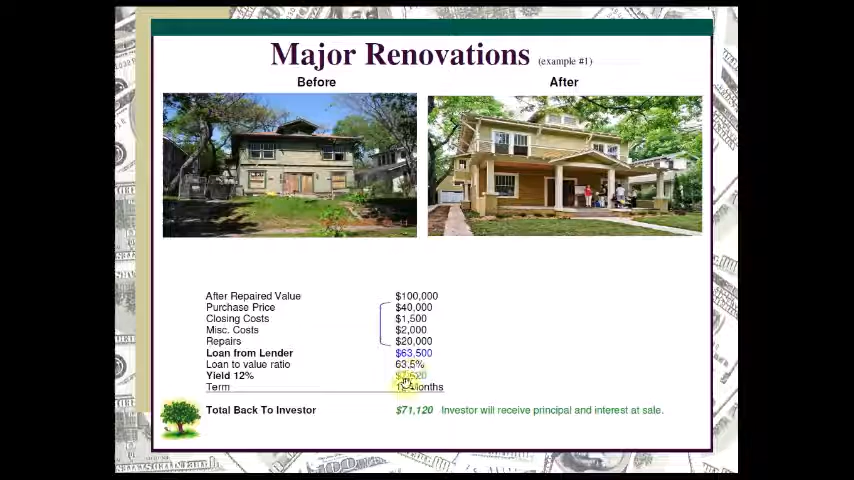 Major Renovations (example #1)
Before After
After Repaired Value $100,000
Purchase Price $40,000
Closing Costs $1,500
Misc. Costs $2,000
Repairs $20,000
Loan from Lender $63,500
Loan to value ratio 63.5%
Yield 12%
Term Months
Total Back To Investor $71,120 Investor will receive principal and interest at sale.